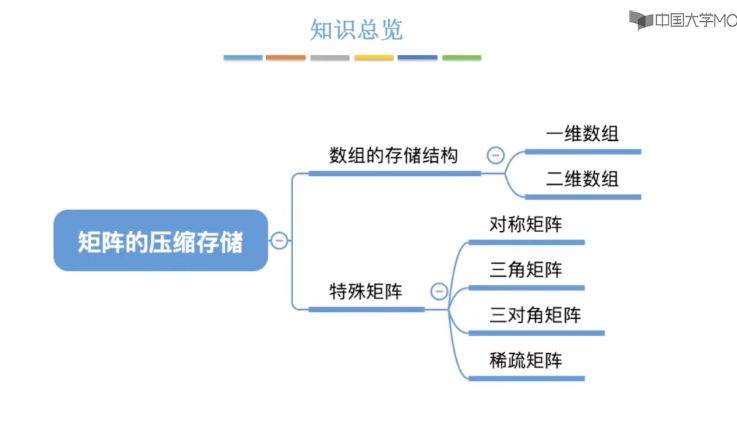 知识总览
中国大学MO
一维数组
数组的存储结构
二维数组
矩阵的压缩存储
对称矩阵
三角矩阵
特殊矩阵
三对角矩阵
稀疏矩阵